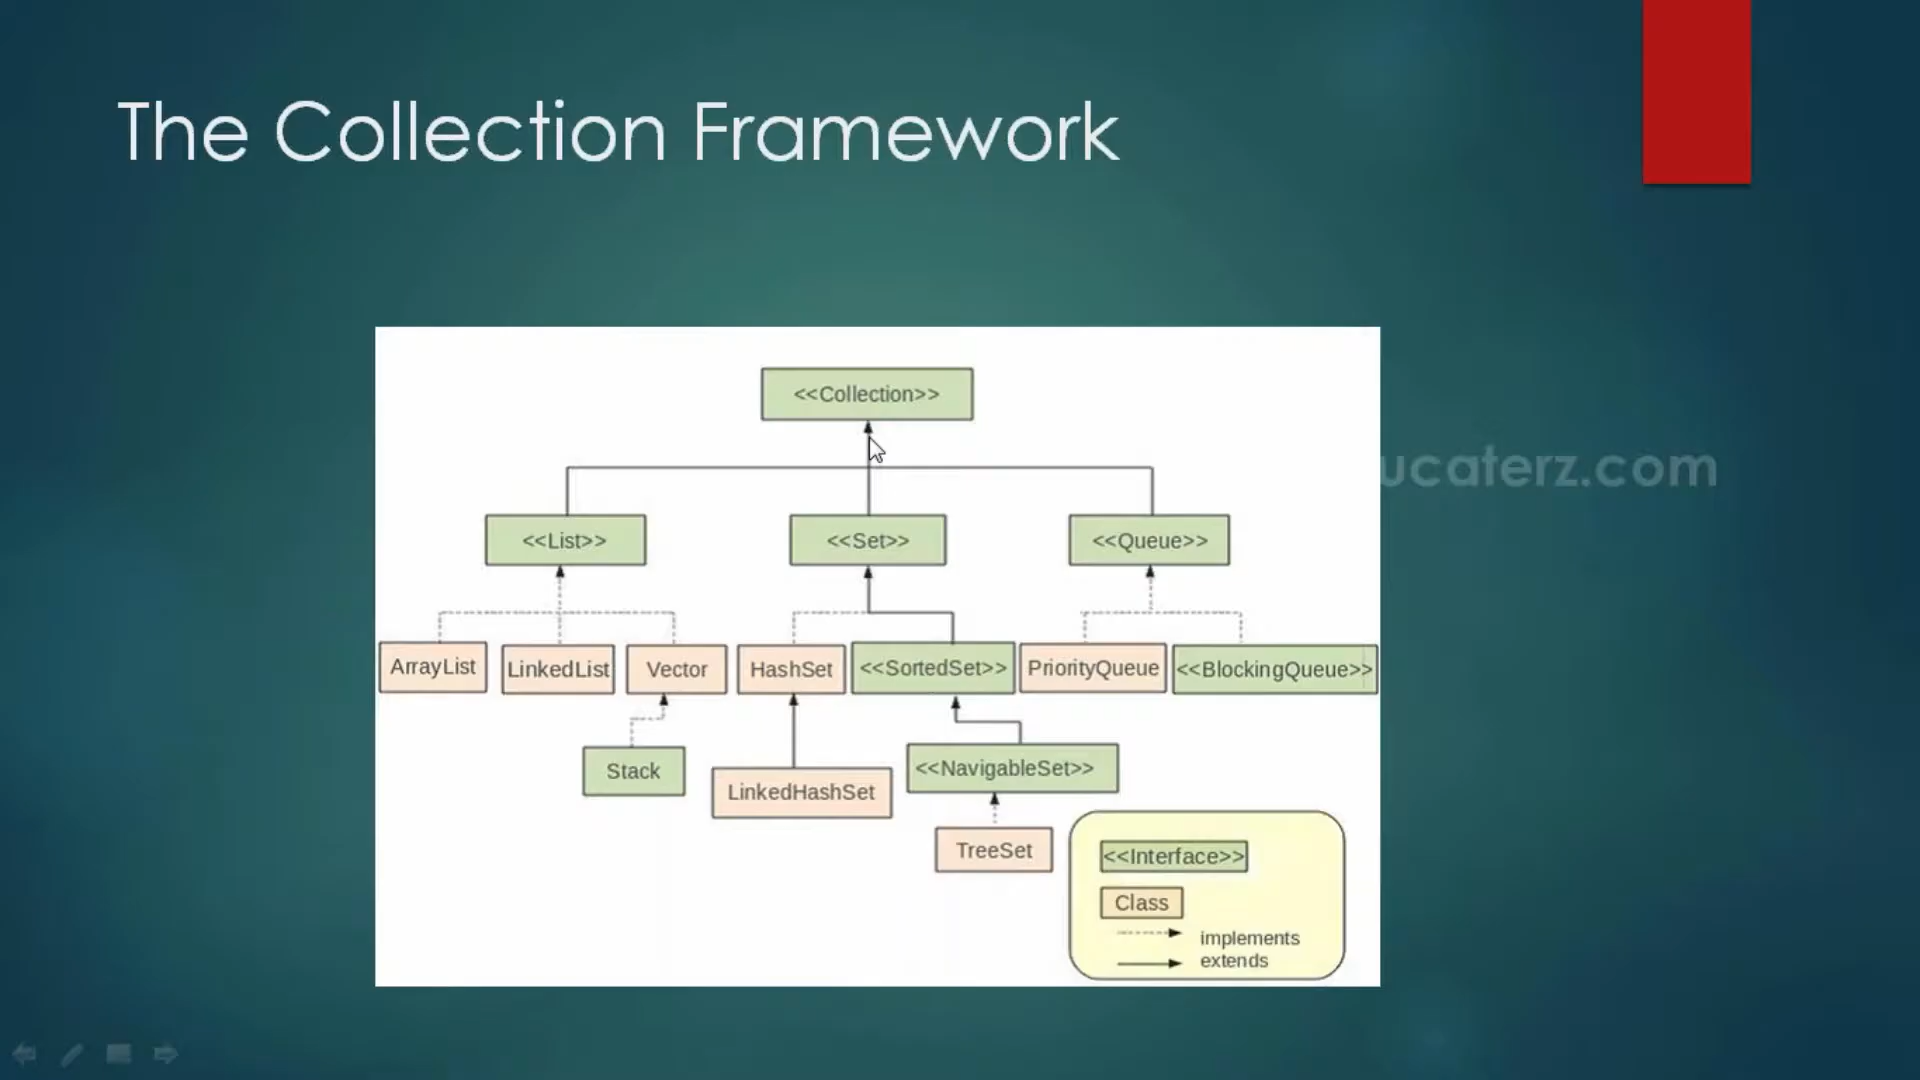 The Collection Framework
<<Collection>>
ucaterz.com
<<List>>
<<Set>>
<<Queue>>
ArrayList
LinkedList
Vector
HashSet
<<SortedSet>>
PriorityQueue
<<BlockingQueue>>
Stack
LinkedHashSet
<<NavigableSet>>
TreeSet
<<Interface>>
Class
implements
extends